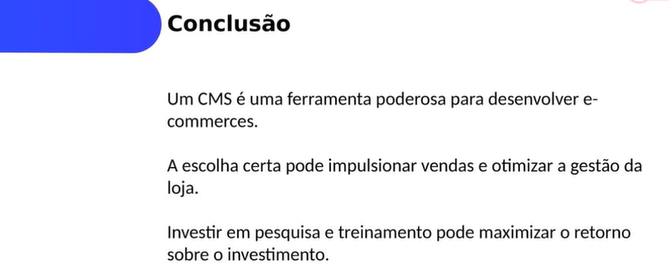 Conclusão
Um CMS é uma ferramenta poderosa para desenvolver e-
commerces.
A escolha certa pode impulsionar vendas e otimizar a gestão da
loja.
Investir em pesquisa e treinamento pode maximizar o retorno
sobre o investimento.